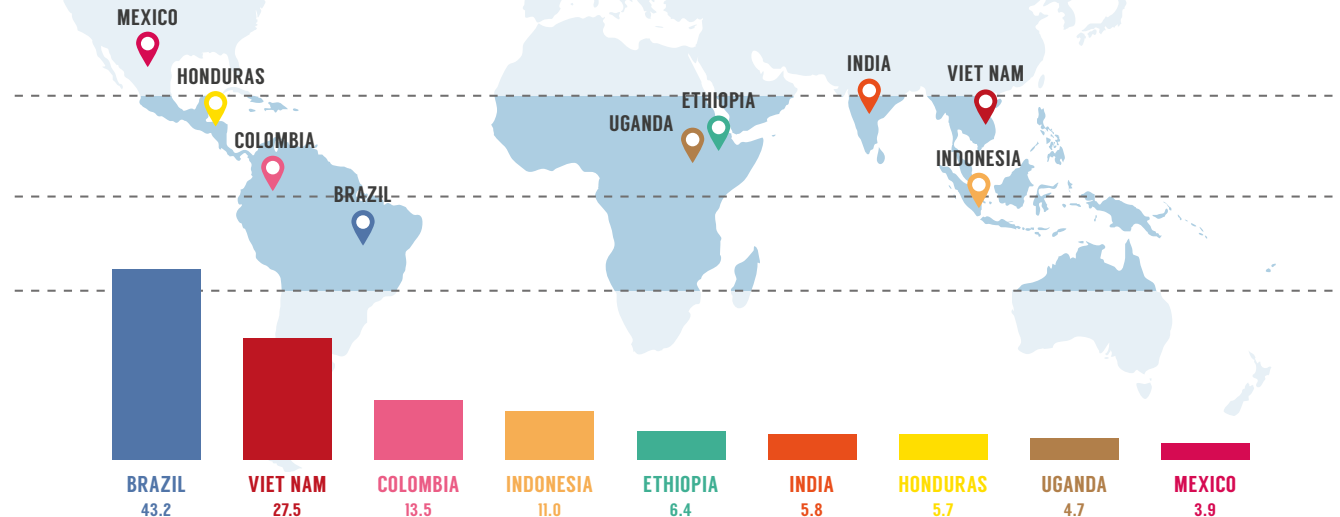 MEXICO
HONDURAS
INDIA
VIET NAM
ETHIOPIA
UGANDA
COLOMBIA
INDONESIA
BRAZIL
BRAZIL
43.2
VIET NAM
27.5
COLOMBIA
13.5
INDONESIA
11.0
ETHIOPIA
6.4
INDIA
5.8
HONDURAS
5.7
UGANDA
4.7
MEXICO
3.9